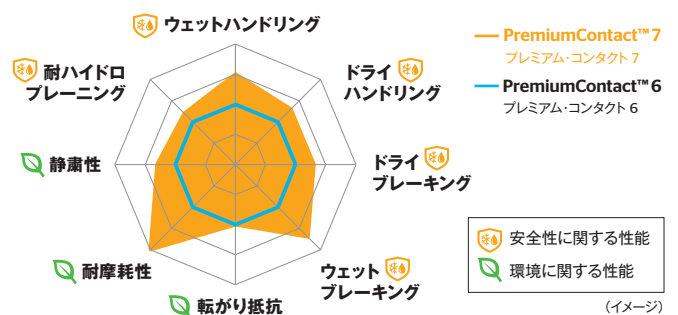 ウェットハンドリング
PremiumContact™7
プレミアム・コンタクト 7
PremiumContact™6
プレミアム・コンタクト 6
耐ハイドロ
プレーニング
ドライ
ハンドリング
静粛性
ドライ
ブレーキング
耐摩耗性
転がり抵抗
ウェット
ブレーキング
安全性に関する性能
環境に関する性能
（イメージ）